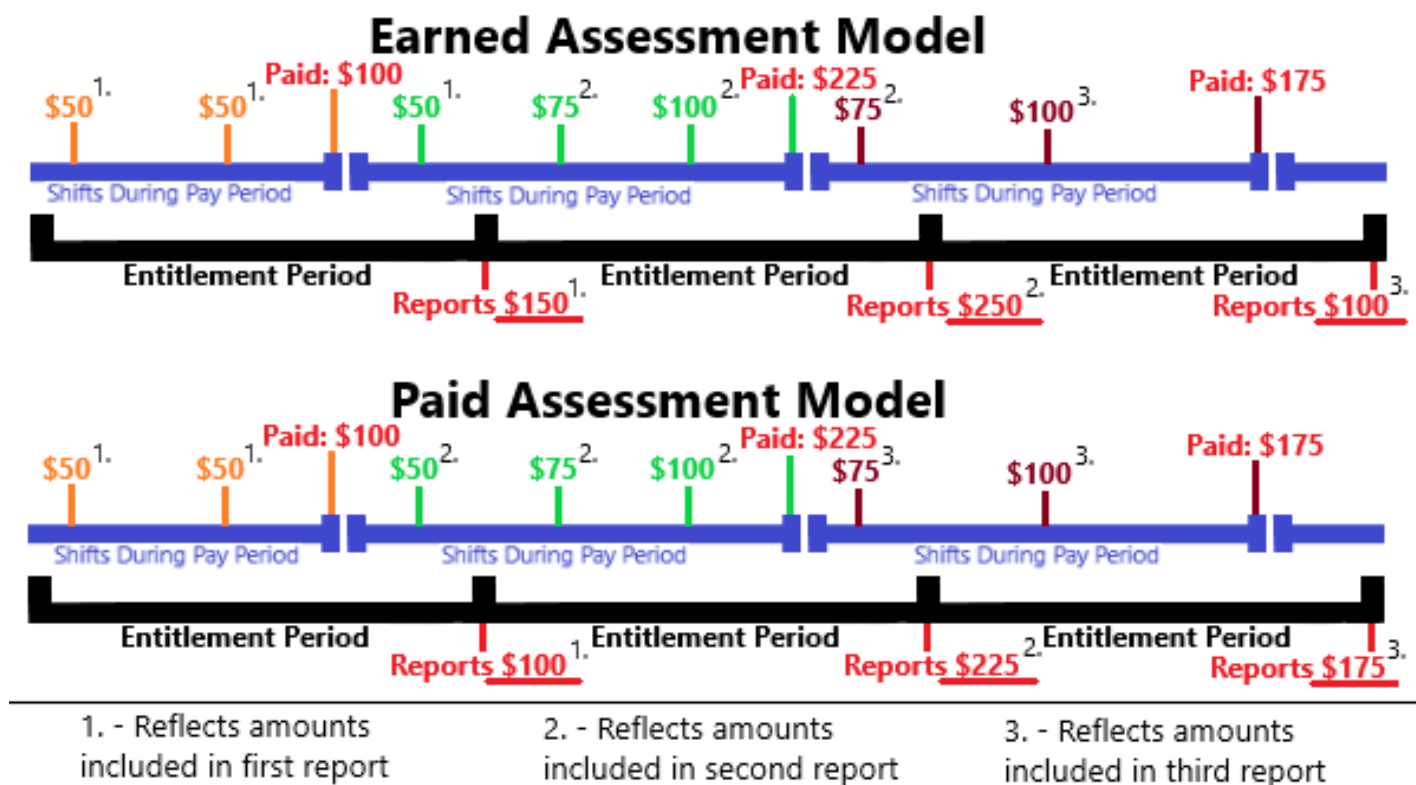 Earned Assessment Model
$50 1. $50 1. Paid: $100 $50 1. $75 2. $100 2. Paid: $225 $75 2. $100 3. Paid: $175
Shifts During Pay Period Shifts During Pay Period Shifts During Pay Period
Entitlement Period Entitlement Period Entitlement Period
Reports $150 1. Reports $250 2. Reports $100 3.
Paid Assessment Model
$50 1. $50 1. Paid: $100 $50 2. $75 2. $100 2. Paid: $225 $75 3. $100 3. Paid: $175
Shifts During Pay Period Shifts During Pay Period Shifts During Pay Period
Entitlement Period Entitlement Period Entitlement Period
Reports $100 1. Reports $225 2. Reports $175 3.
1. - Reflects amounts
included in first report
2. - Reflects amounts
included in second report
3. - Reflects amounts
included in third report